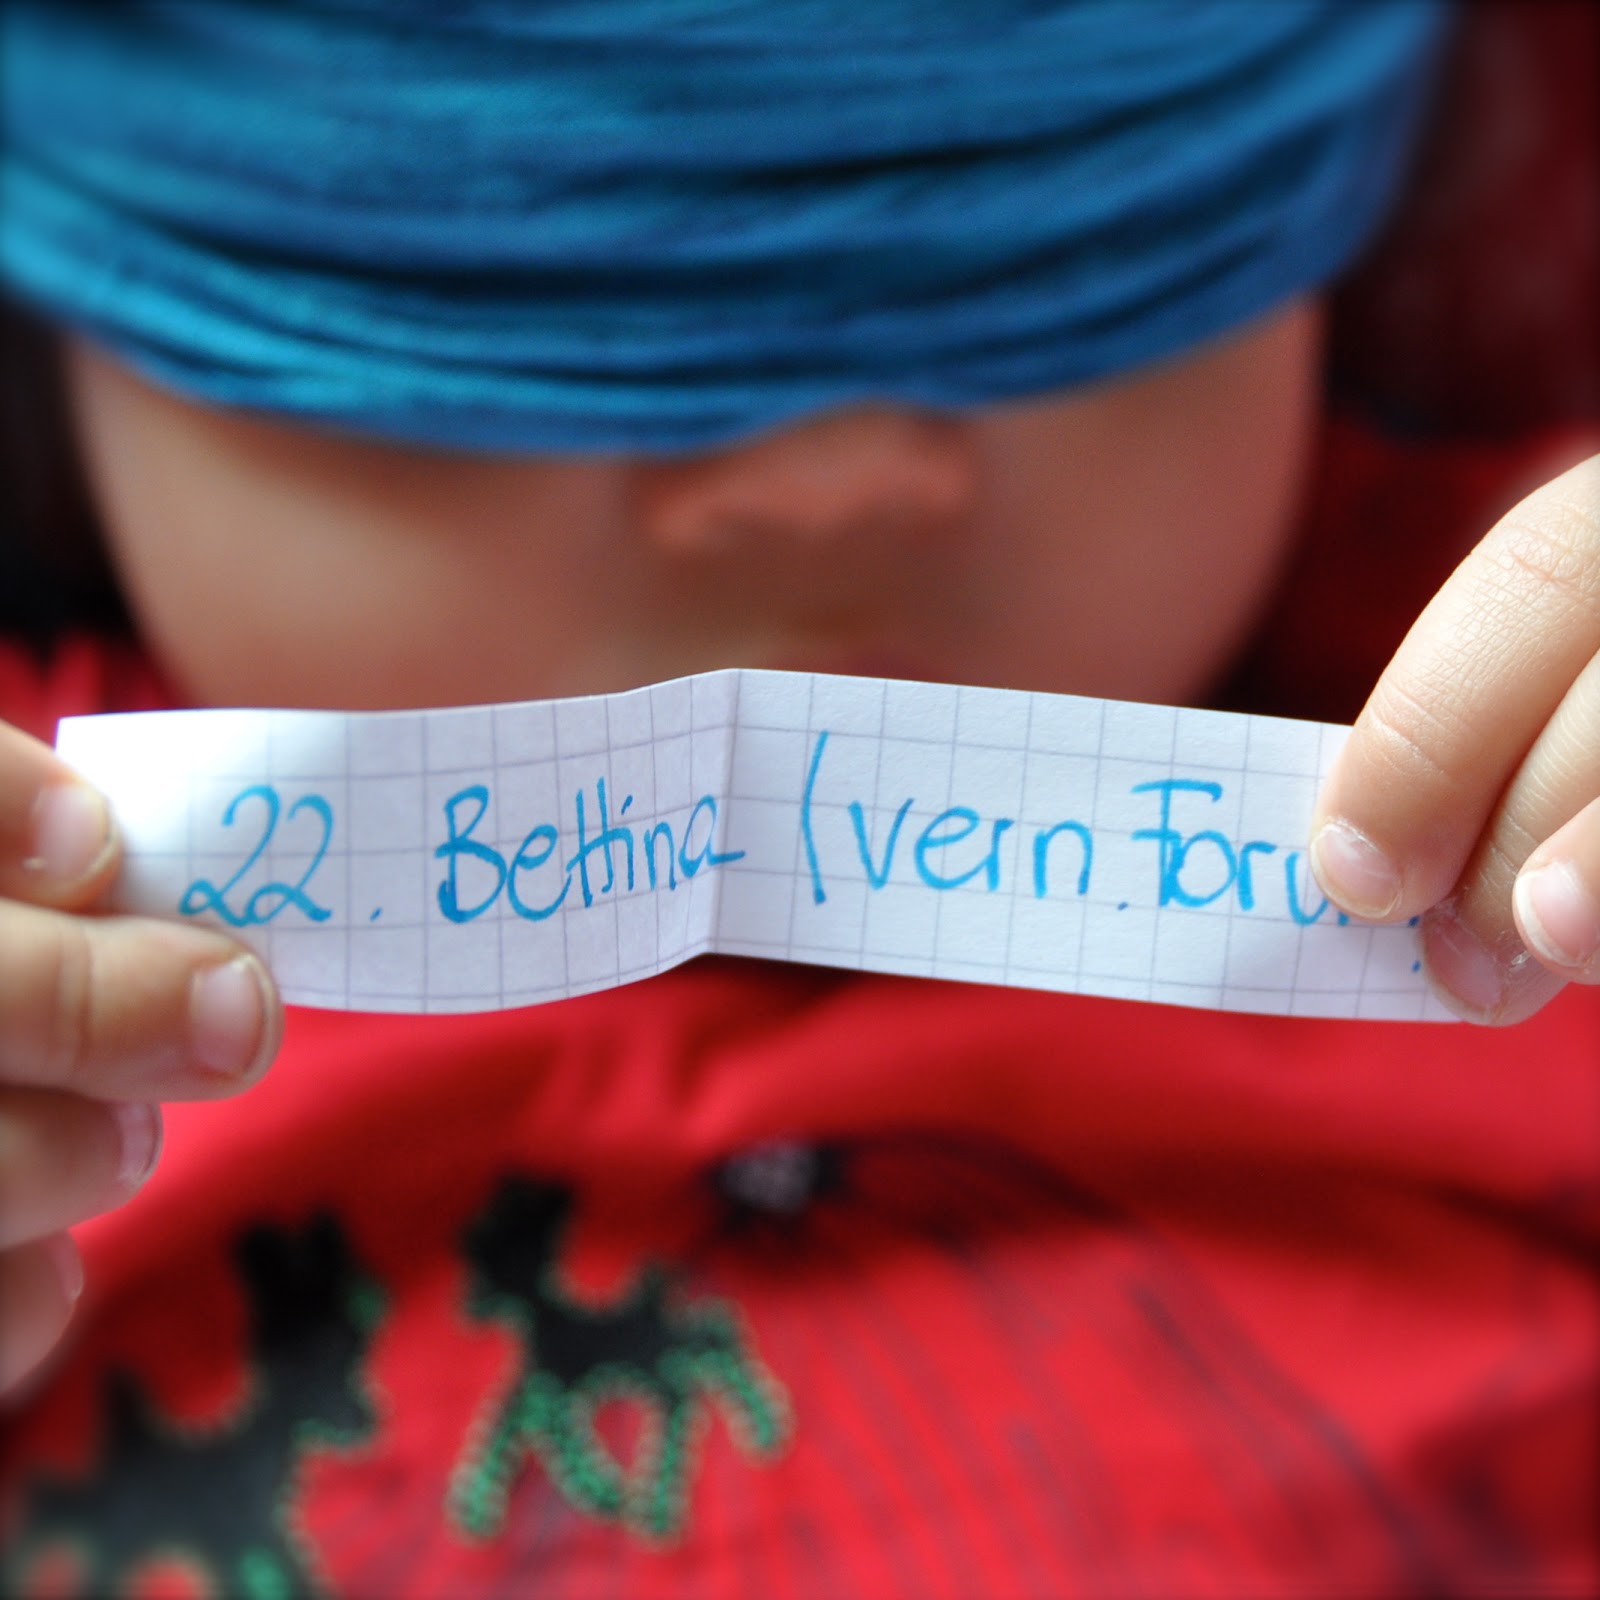 22. Bettina (vern. Foru